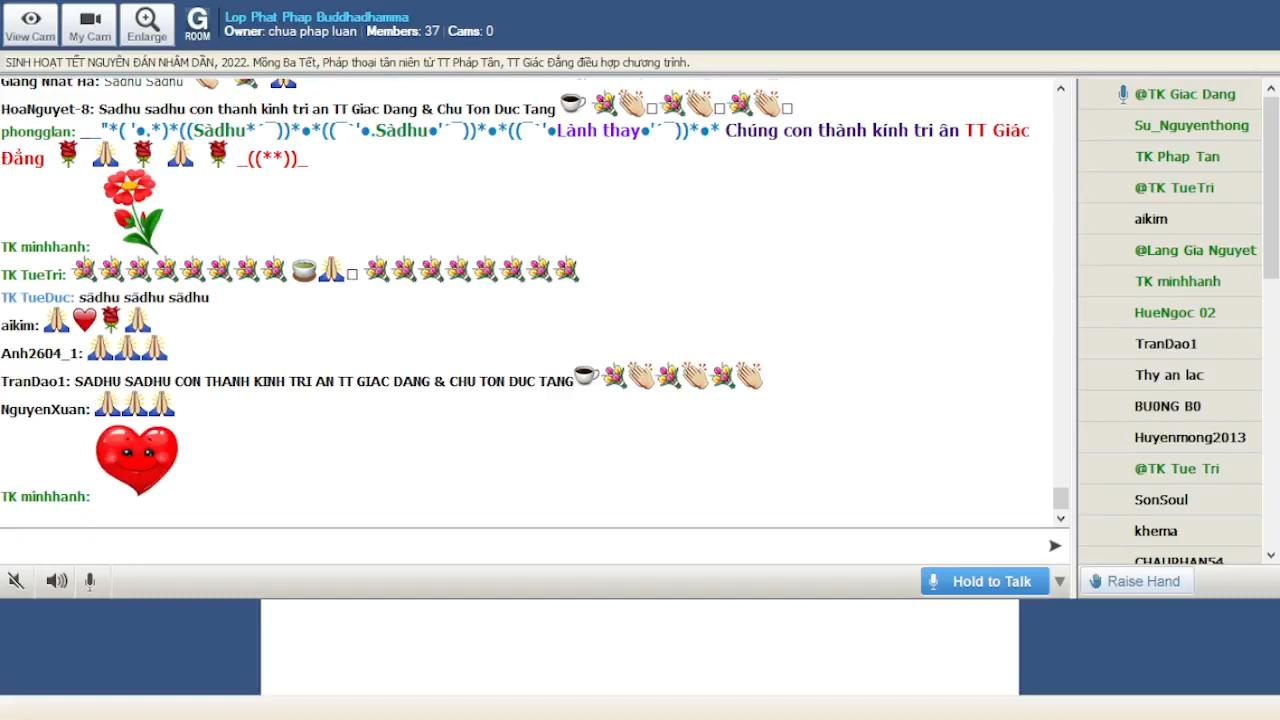 View Cam
My Cam
Enlarge
G
ROOM
Lop Phat Phap Buddhadhamma
Owner: chua phap luan | Members: 37 | Cams: 0
SINH HOẠT TẾT NGUYÊN ĐÁN NHÂM DẦN, 2022. Mồng Ba Tết, Pháp thoại tân niên từ TT Pháp Tân, TT Giác Đẳng điều hợp chương trình.
Giang Nhat Ha: Sadhu Sadhu
HoaNguyet-8: Sadhu sadhu con thanh kinh tri an TT Giac Dang & Chu Ton Duc Tang
phongglan: __"*( '●.*)*((Sàdhu*´¯))*●*((¯`'●.Sàdhu●'´¯))*●*((¯`'●Lành thay●'´¯))*●* Chúng con thành kính tri ân TT Giác
Đẳng _((**))_
TK minhhanh:
TK TueTri:
TK TueDuc: sādhu sādhu sādhu
aikim:
Anh2604_1:
TranDao1: SADHU SADHU CON THANH KINH TRI AN TT GIAC DANG & CHU TON DUC TANG
NguyenXuan:
TK minhhanh:
Hold to Talk
@TK Giac Dang
Su_Nguyenthong
TK Phap Tan
@TK TueTri
aikim
@Lang Gia Nguyet
TK minhhanh
HueNgoc 02
TranDao1
Thy an lac
BU0NG B0
Huyenmong2013
@TK Tue Tri
SonSoul
khema
CHAUPHAN54
Raise Hand